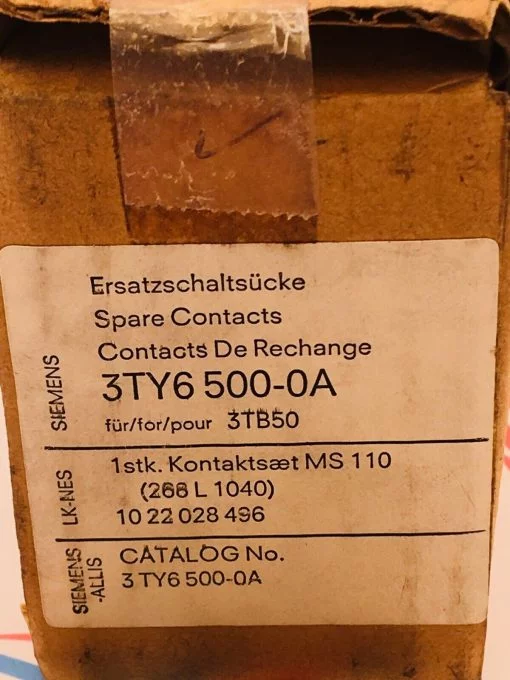 Ersatzschaltsücke
Spare Contacts
Contacts De Rechange
SIEMENS
3TY6 500-0A
für/for/pour 3TB50
LK-NES
1stk. Kontaktsæt MS 110
(268 L 1040)
10 22 028 496
SIEMENS
-ALLIS
CATALOG No.
3 TY6 500-0A